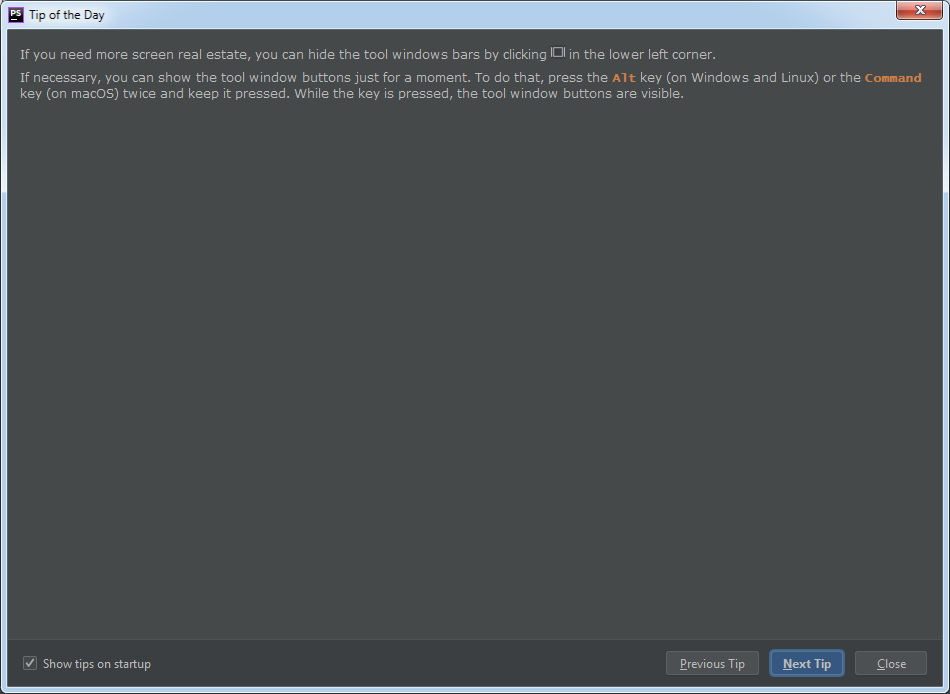 PS Tip of the Day
If you need more screen real estate, you can hide the tool windows bars by clicking in the lower left corner.
If necessary, you can show the tool window buttons just for a moment. To do that, press the Alt key (on Windows and Linux) or the Command
key (on macOS) twice and keep it pressed. While the key is pressed, the tool window buttons are visible.
Show tips on startup
Previous Tip
Next Tip
Close